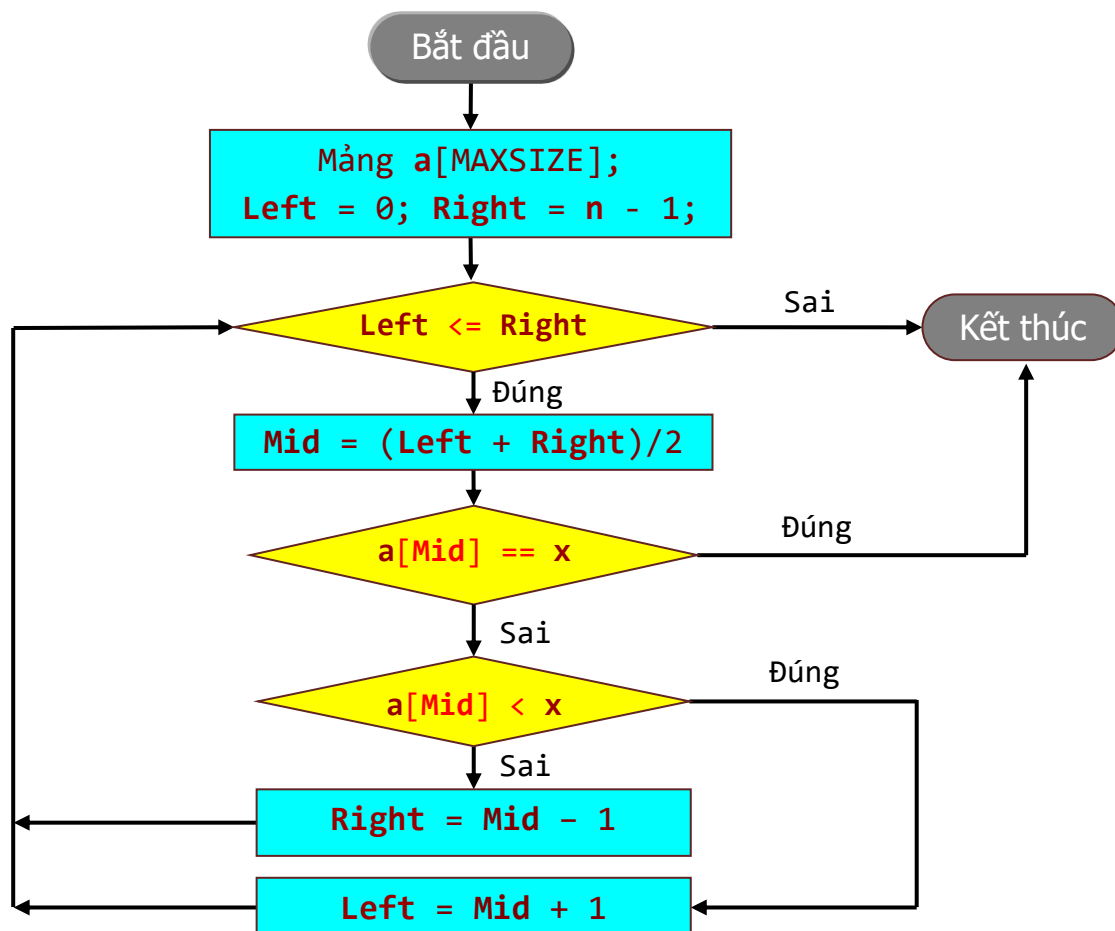 Bắt đầu
Mảng a[MAXSIZE];
Left = 0; Right = n - 1;
Left <= Right
Sai
Kết thúc
Đúng
Mid = (Left + Right)/2
a[Mid] == x
Đúng
Sai
a[Mid] < x
Đúng
Sai
Right = Mid – 1
Left = Mid + 1